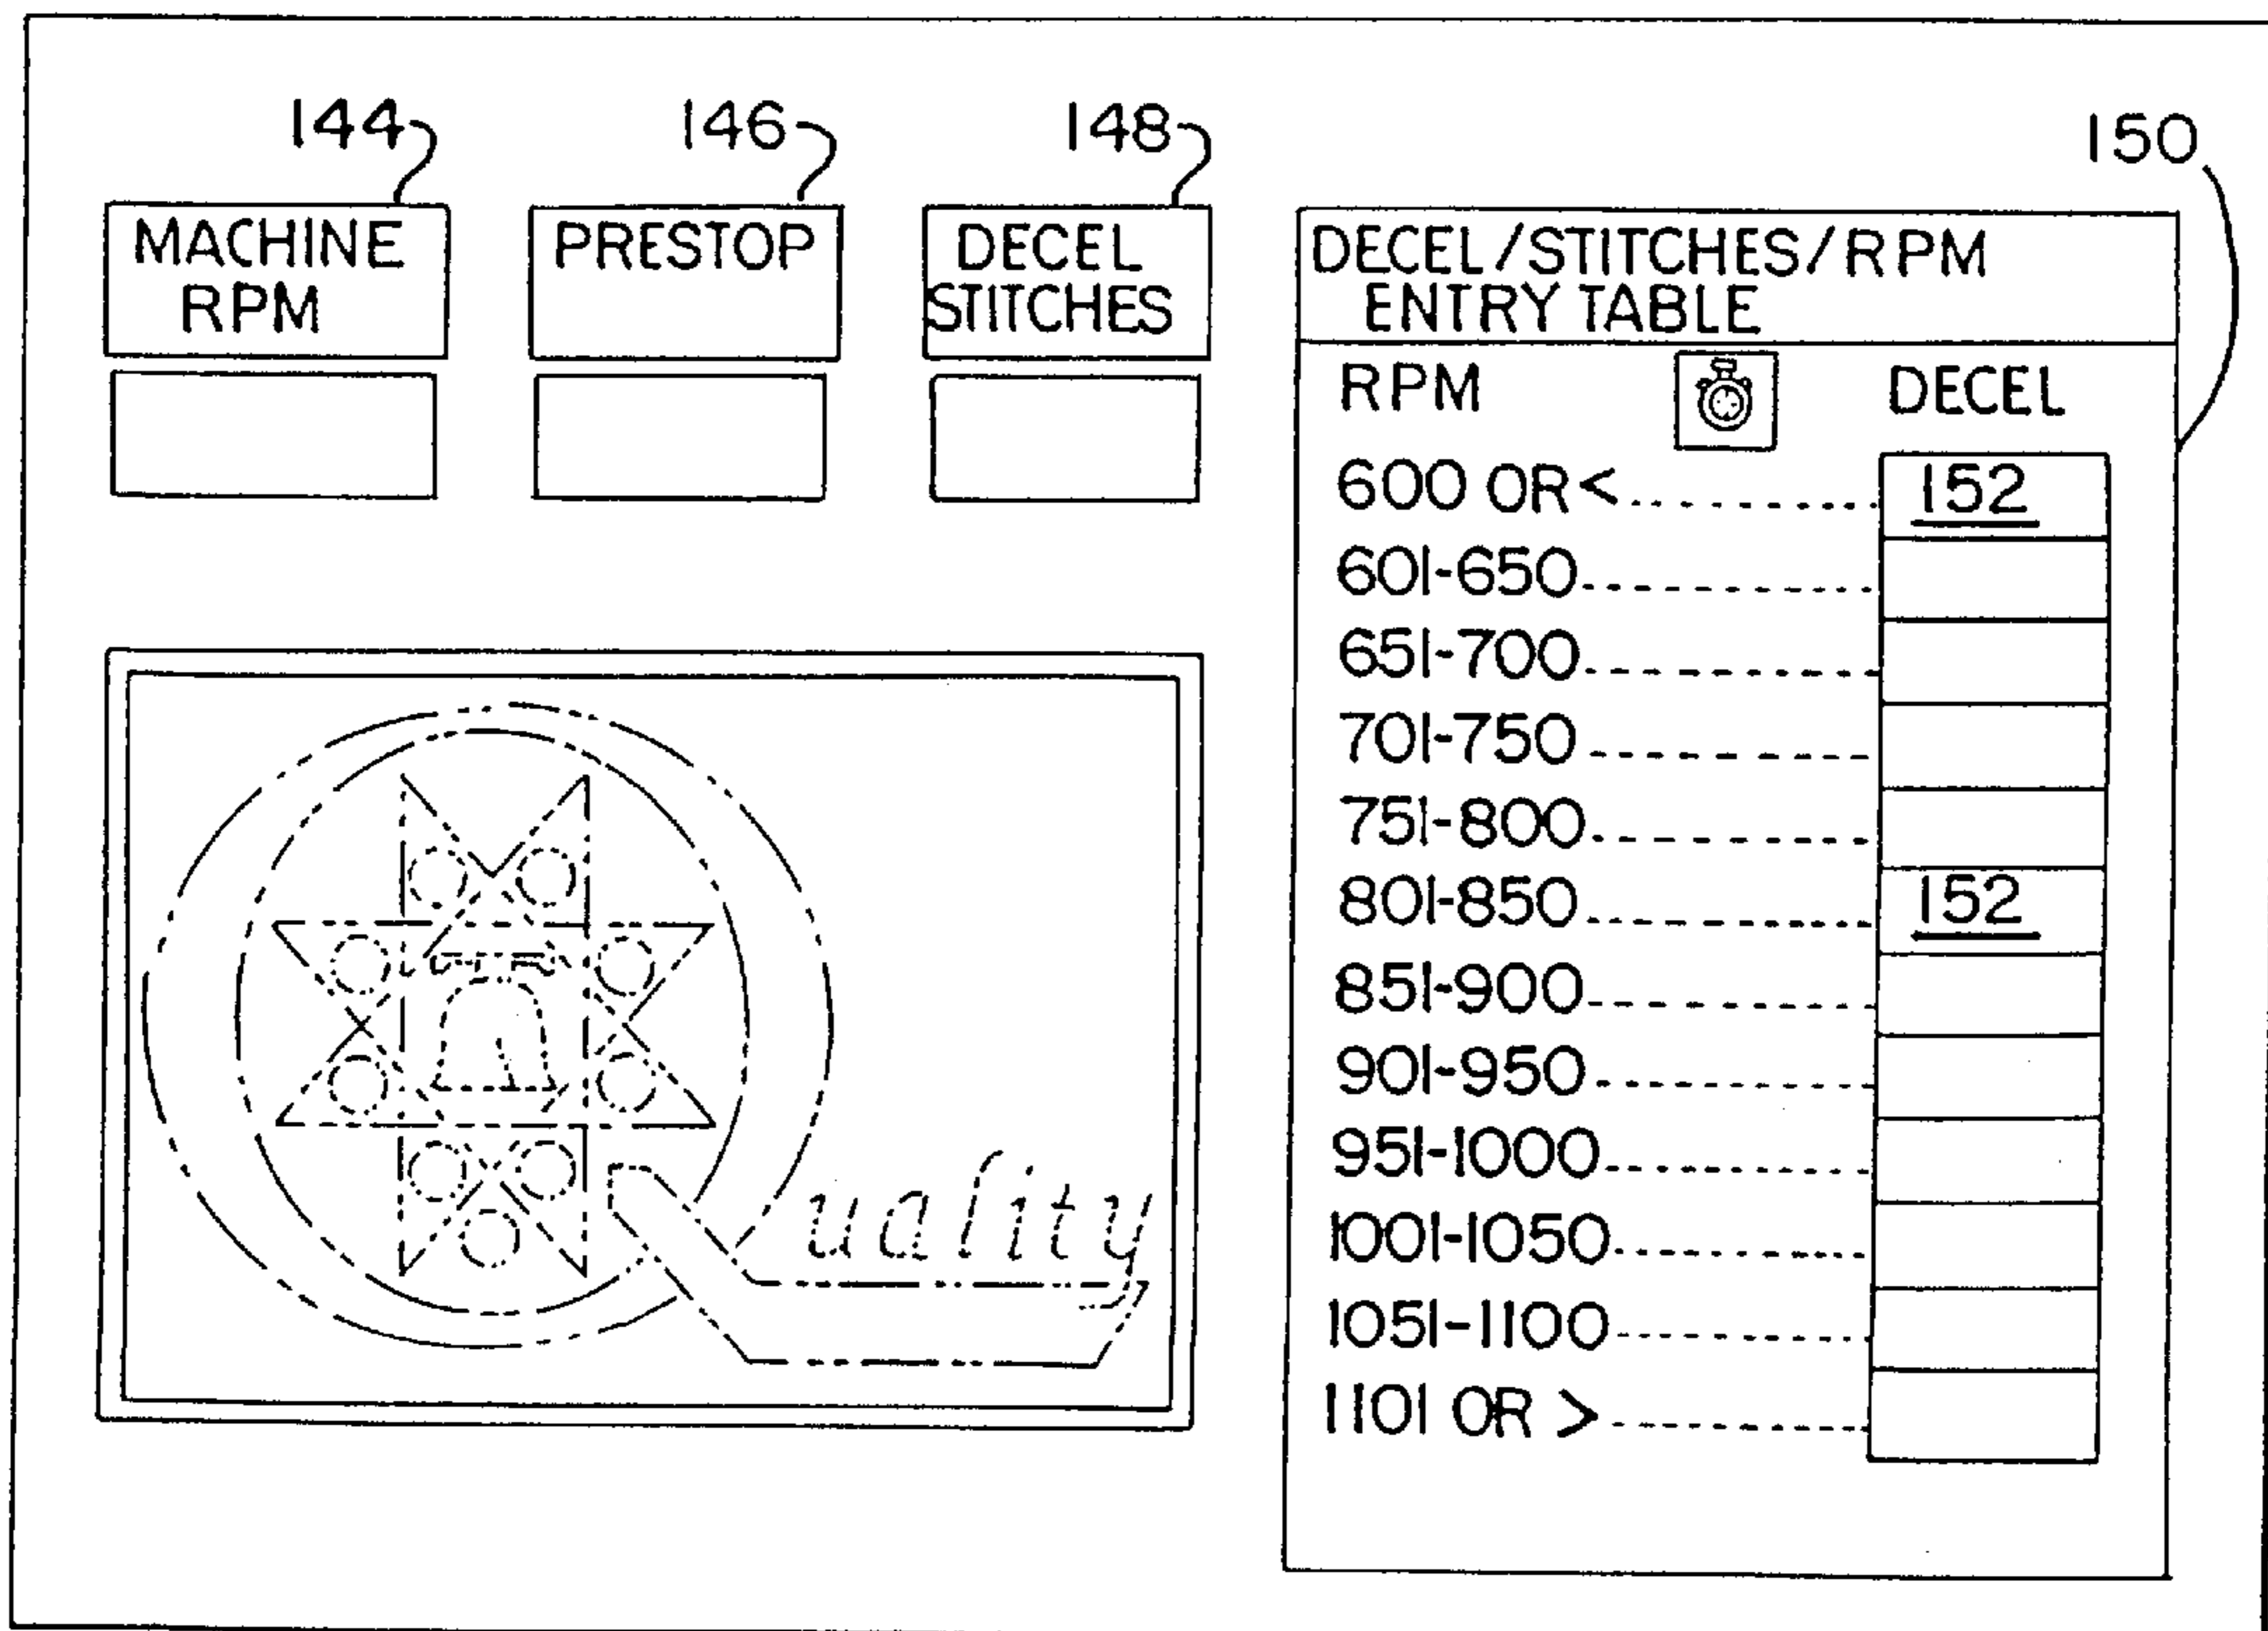 144
146
148
150
MACHINE
RPM
PRESTOP
DECEL
STITCHES
DECEL/STITCHES/RPM
ENTRY TABLE
RPM DECEL
600 OR < 152
601-650
651-700
701-750
751-800
801-850 152
851-900
901-950
951-1000
1001-1050
1051-1100
1101 OR >
uality